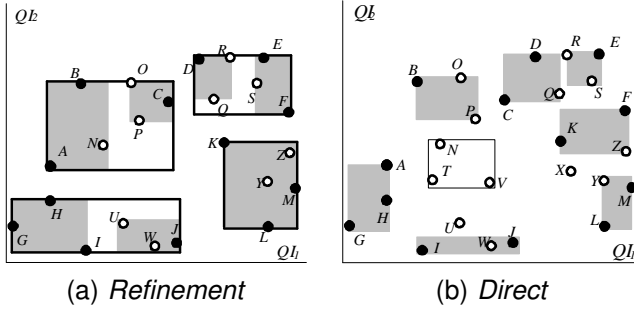 QI₂
R E
D
B O
C
Q S
F
P
N
K
A
Z
Y
M
H
U
L
G
I W J
QI₁
(a) Refinement
QI₂
D R E
B O
Q S
C
P
F
K
N
A
Z
T V
X Y
M
H
L
G
U
I W J
QI₁
(b) Direct